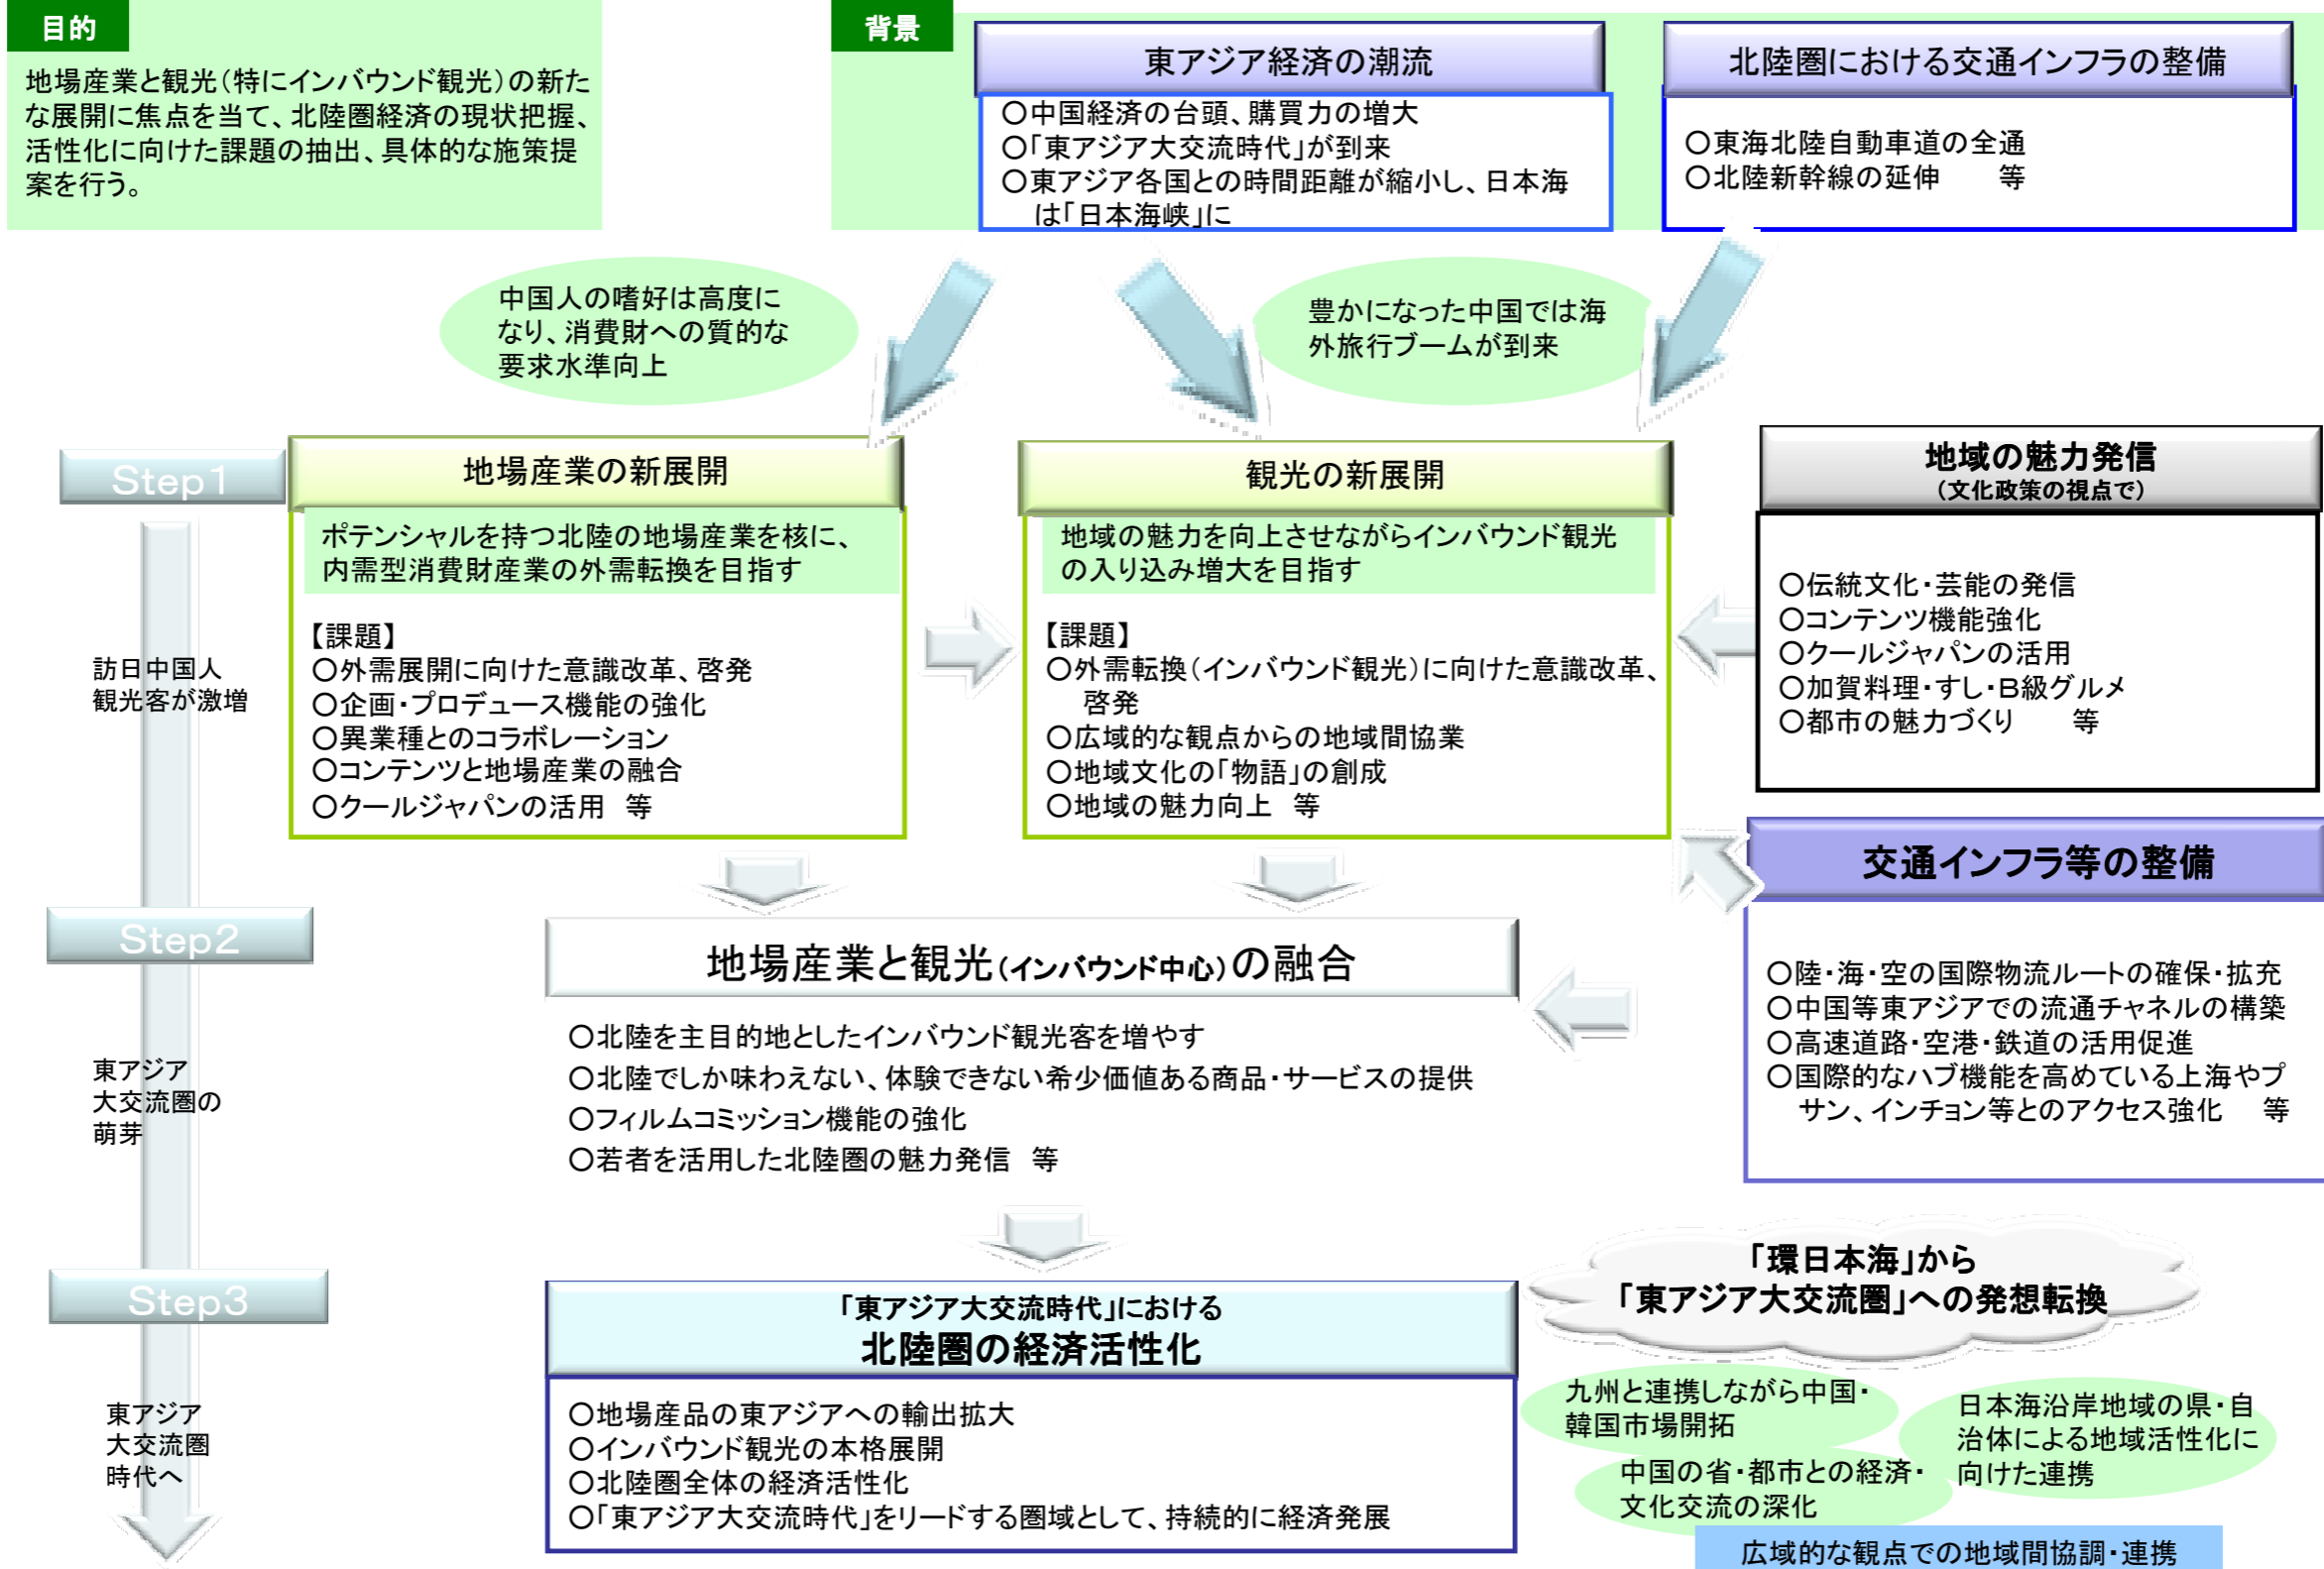 目的
地場産業と観光(特にインバウンド観光)の新た
な展開に焦点を当て、北陸圏経済の現状把握、
活性化に向けた課題の抽出、具体的な施策提
案を行う。
背景
東アジア経済の潮流
○中国経済の台頭、購買力の増大
○「東アジア大交流時代」が到来
○東アジア各国との時間距離が縮小し、日本海
は「日本海峡」に
北陸圏における交通インフラの整備
○東海北陸自動車道の全通
○北陸新幹線の延伸　　等
中国人の嗜好は高度に
なり、消費財への質的な
要求水準向上
豊かになった中国では海
外旅行ブームが到来
Step1
地場産業の新展開
ポテンシャルを持つ北陸の地場産業を核に、
内需型消費財産業の外需転換を目指す
【課題】
○外需展開に向けた意識改革、啓発
○企画・プロデュース機能の強化
○異業種とのコラボレーション
○コンテンツと地場産業の融合
○クールジャパンの活用　等
観光の新展開
地域の魅力を向上させながらインバウンド観光
の入り込み増大を目指す
【課題】
○外需転換(インバウンド観光)に向けた意識改革、
啓発
○広域的な観点からの地域間協業
○地域文化の「物語」の創成
○地域の魅力向上　等
地域の魅力発信
(文化政策の視点で)
○伝統文化・芸能の発信
○コンテンツ機能強化
○クールジャパンの活用
○加賀料理・すし・B級グルメ
○都市の魅力づくり　　等
訪日中国人
観光客が激増
交通インフラ等の整備
○陸・海・空の国際物流ルートの確保・拡充
○中国等東アジアでの流通チャネルの構築
○高速道路・空港・鉄道の活用促進
○国際的なハブ機能を高めている上海やプ
サン、インチョン等とのアクセス強化　　等
Step2
地場産業と観光(インバウンド中心)の融合
○北陸を主目的地としたインバウンド観光客を増やす
○北陸でしか味わえない、体験できない希少価値ある商品・サービスの提供
○フィルムコミッション機能の強化
○若者を活用した北陸圏の魅力発信　等
東アジア
大交流圏の
萌芽
Step3
「東アジア大交流時代」における
北陸圏の経済活性化
○地場産品の東アジアへの輸出拡大
○インバウンド観光の本格展開
○北陸圏全体の経済活性化
○「東アジア大交流時代」をリードする圏域として、持続的に経済発展
東アジア
大交流圏
時代へ
「環日本海」から
「東アジア大交流圏」への発想転換
九州と連携しながら中国・
韓国市場開拓
日本海沿岸地域の県・自
治体による地域活性化に
向けた連携
中国の省・都市との経済・
文化交流の深化
広域的な観点での地域間協調・連携